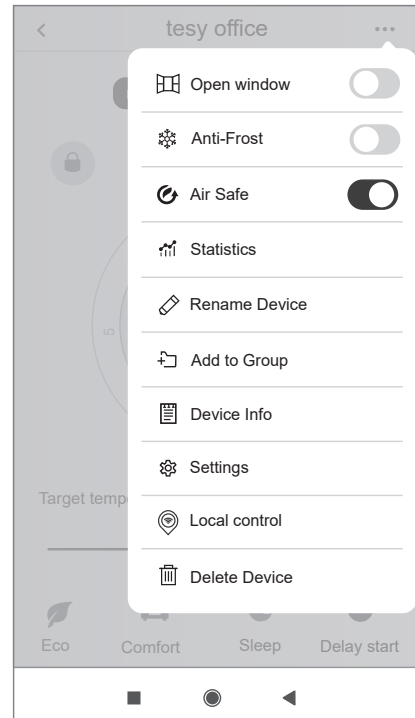 tesy office
Open window
Anti-Frost
Air Safe
Statistics
Rename Device
Add to Group
Device Info
Settings
Local control
Delete Device
5
Target
Eco
Comfort
Sleep
Delay start